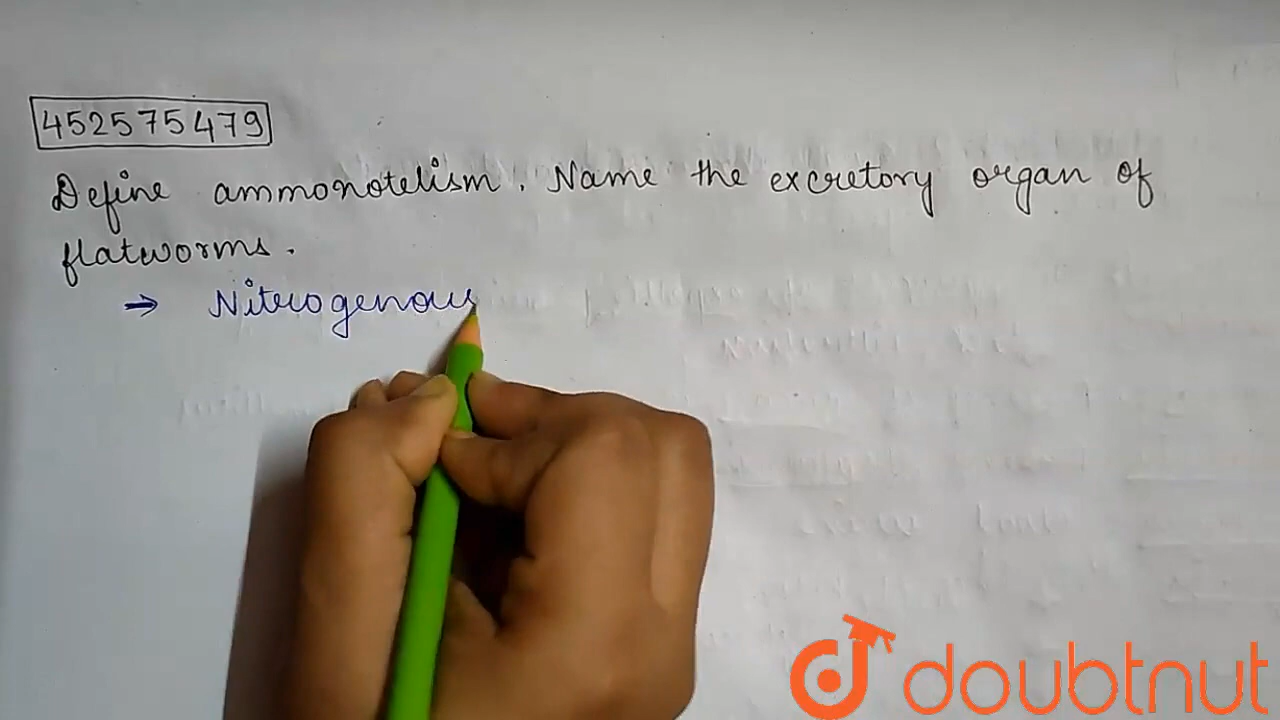 452575479
Define ammonotelism. Name the excretory organ of
flatworms.
→ Nitrogenous
doubtnut